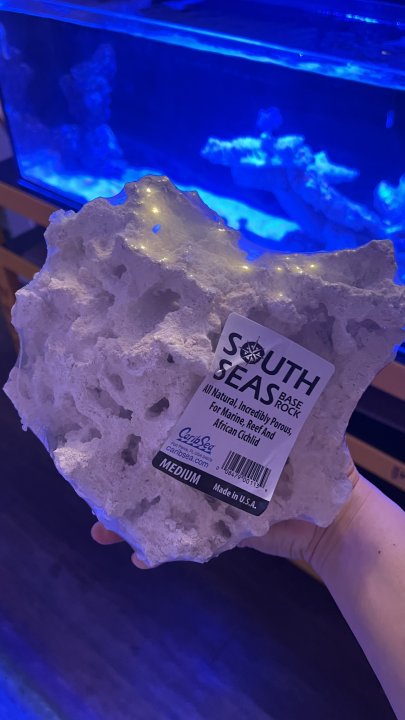 SOUTH
SEAS BASE
ROCK
All Natural, Incredibly Porous,
For Marine, Reef And
African Cichlid
CaribSea
caribsea.com
MEDIUM
Made in U.S.A.